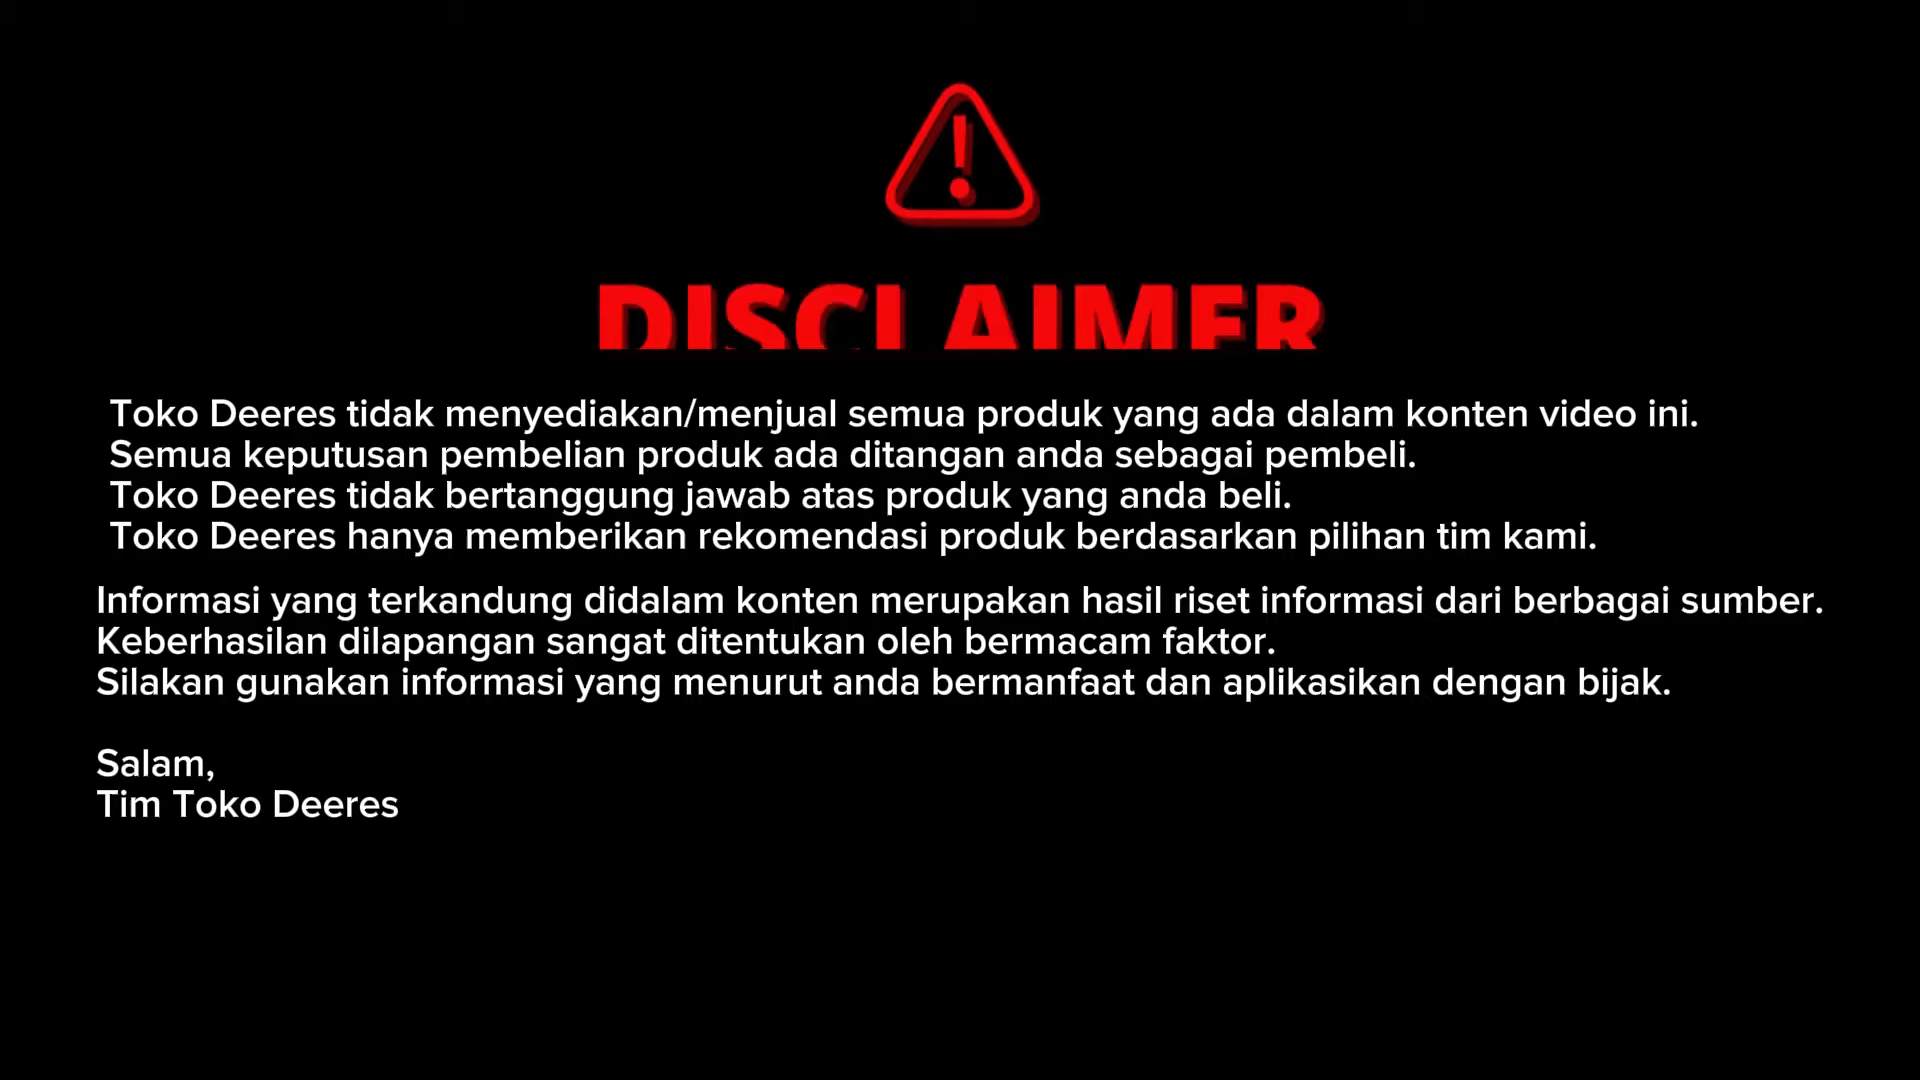 DISCLAIMER
Toko Deeres tidak menyediakan/menjual semua produk yang ada dalam konten video ini.
Semua keputusan pembelian produk ada ditangan anda sebagai pembeli.
Toko Deeres tidak bertanggung jawab atas produk yang anda beli.
Toko Deeres hanya memberikan rekomendasi produk berdasarkan pilihan tim kami.
Informasi yang terkandung didalam konten merupakan hasil riset informasi dari berbagai sumber.
Keberhasilan dilapangan sangat ditentukan oleh bermacam faktor.
Silakan gunakan informasi yang menurut anda bermanfaat dan aplikasikan dengan bijak.
Salam,
Tim Toko Deeres